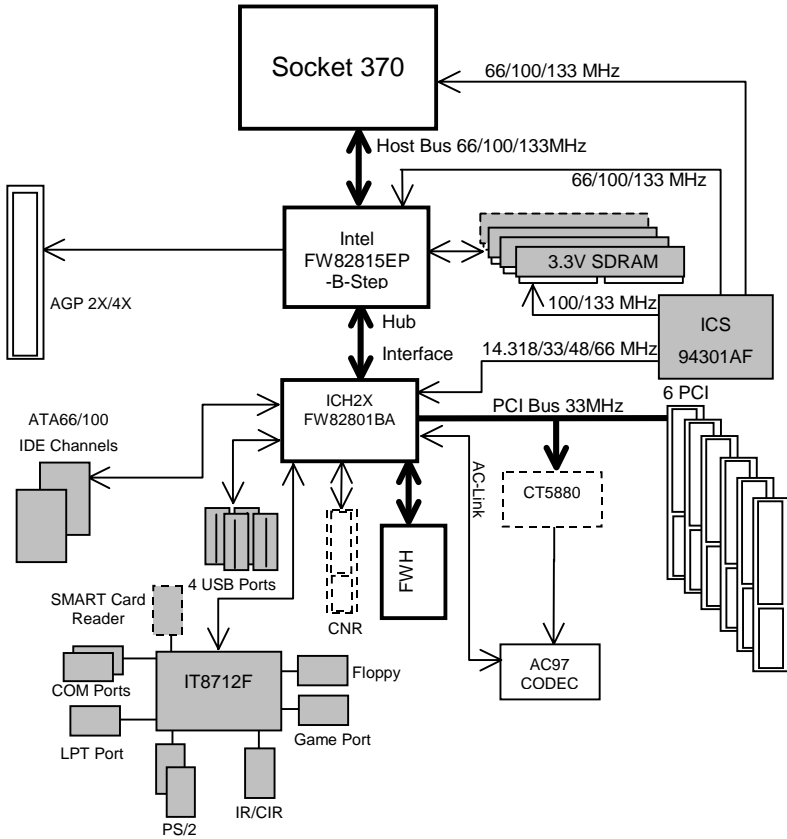 Socket 370
66/100/133 MHz
Host Bus 66/100/133MHz
66/100/133 MHz
Intel
FW82815EP
-B-Step
3.3V SDRAM
AGP 2X/4X
100/133 MHz
ICS
94301AF
Hub
Interface
14.318/33/48/66 MHz
ICH2X
FW82801BA
PCI Bus 33MHz
6 PCI
ATA66/100
IDE Channels
AC-Link
CT5880
4 USB Ports
CNR
FWH
SMART Card
Reader
COM Ports
IT8712F
Floppy
AC97
CODEC
LPT Port
Game Port
PS/2
IR/CIR